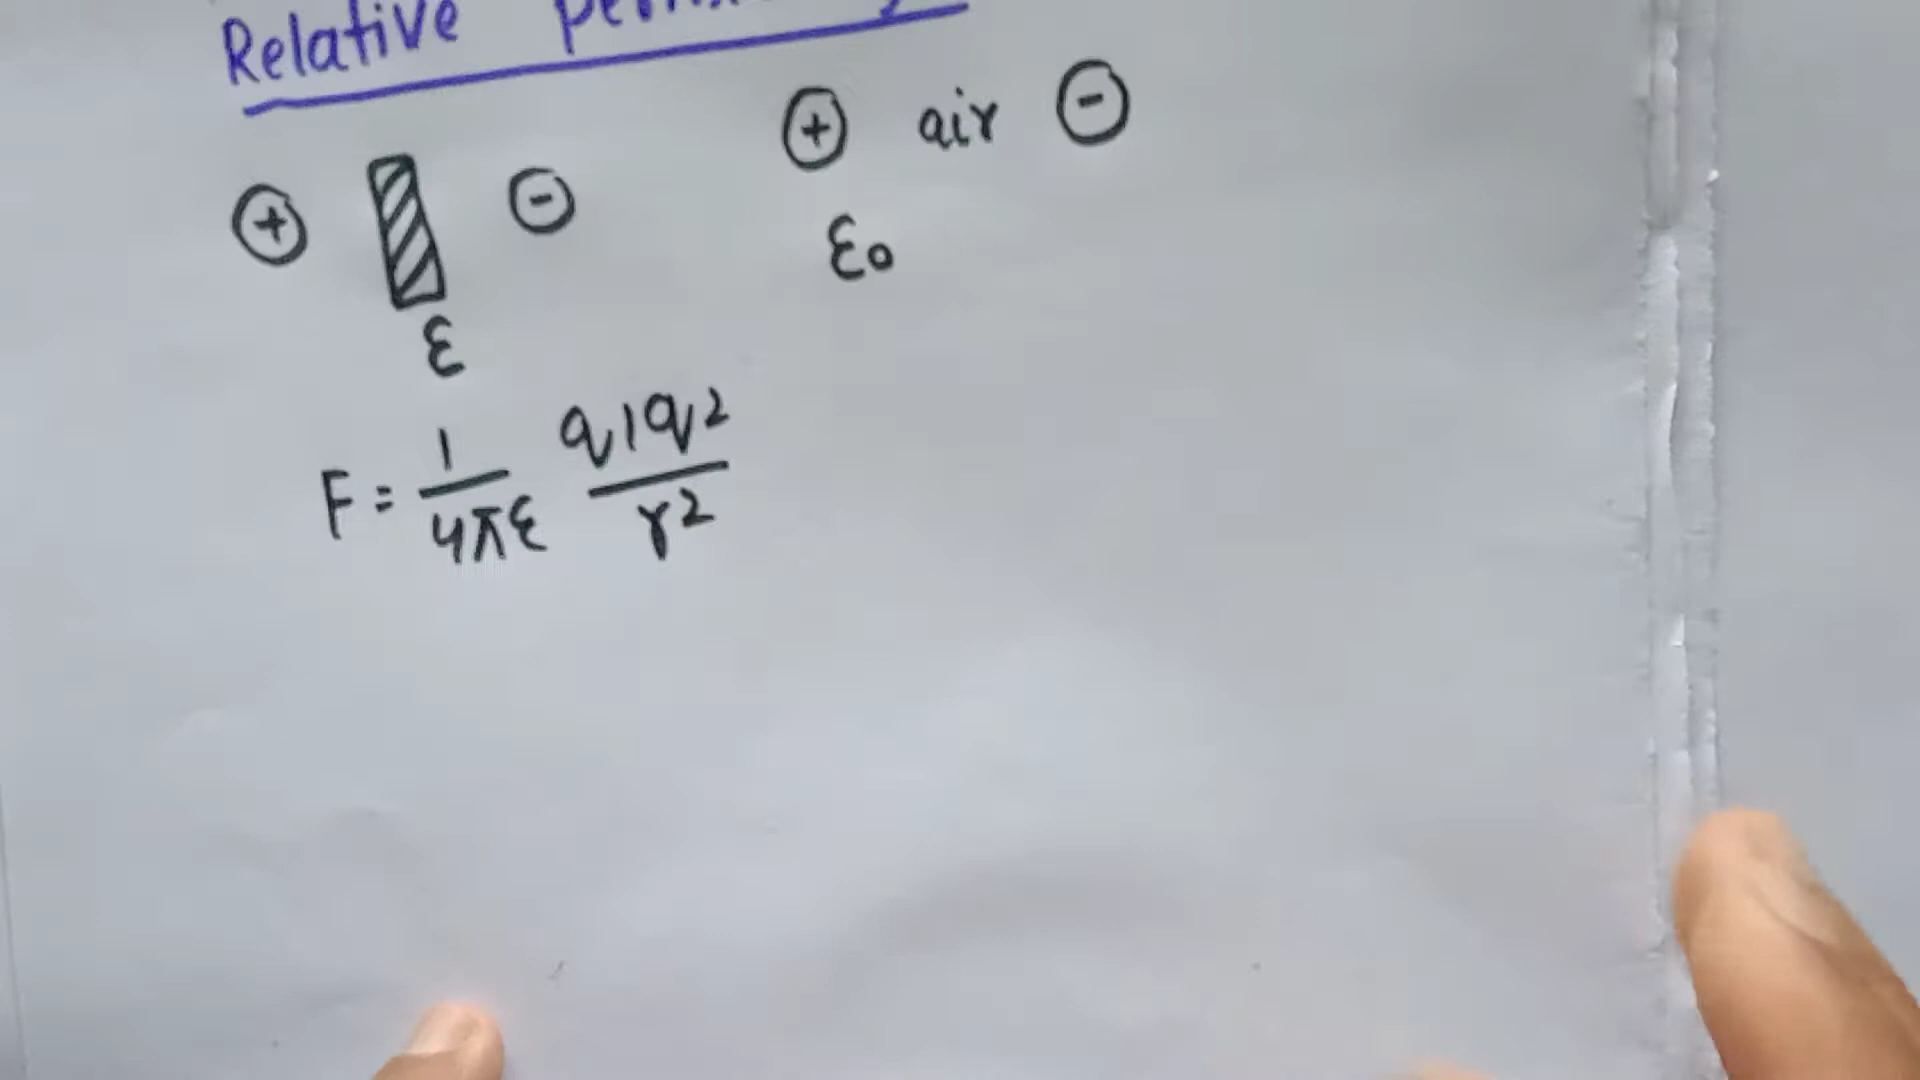 Relative
⊕ air ⊖
⊕ ⊖
ε0
ε
F = 1/4πε q1q2/r2